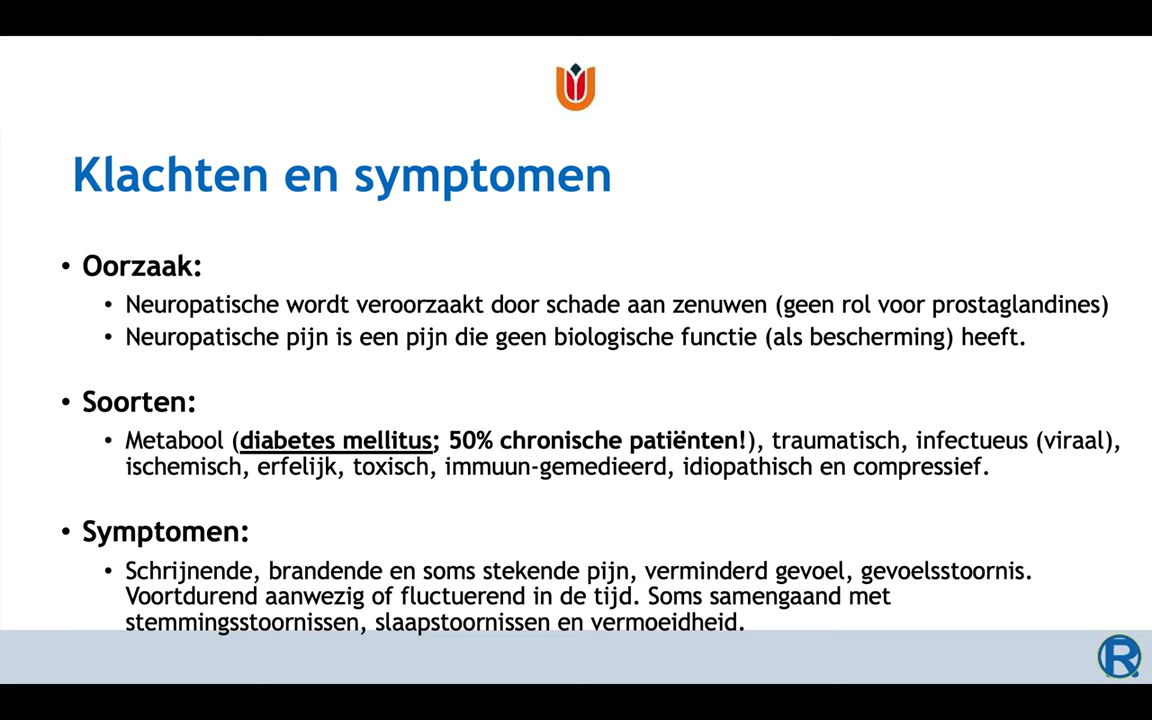 Klachten en symptomen
• Oorzaak:
• Neuropatische wordt veroorzaakt door schade aan zenuwen (geen rol voor prostaglandines)
• Neuropatische pijn is een pijn die geen biologische functie (als bescherming) heeft.
• Soorten:
• Metabool (diabetes mellitus; 50% chronische patiënten!), traumatisch, infectueus (viraal),
ischemisch, erfelijk, toxisch, immuun-gemedieerd, idiopathisch en compressief.
• Symptomen:
• Schrijnende, brandende en soms stekende pijn, verminderd gevoel, gevoelsstoornis.
Voortdurend aanwezig of fluctuerend in de tijd. Soms samengaand met
stemmingsstoornissen, slaapstoornissen en vermoeidheid.
R